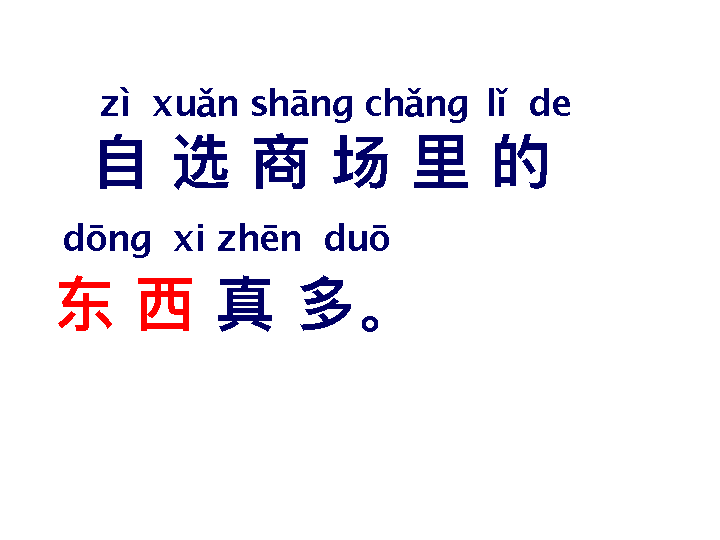 zì xuǎn shāng chǎng lǐ de
自选商场里的
dōng xi zhēn duō
东西真多。